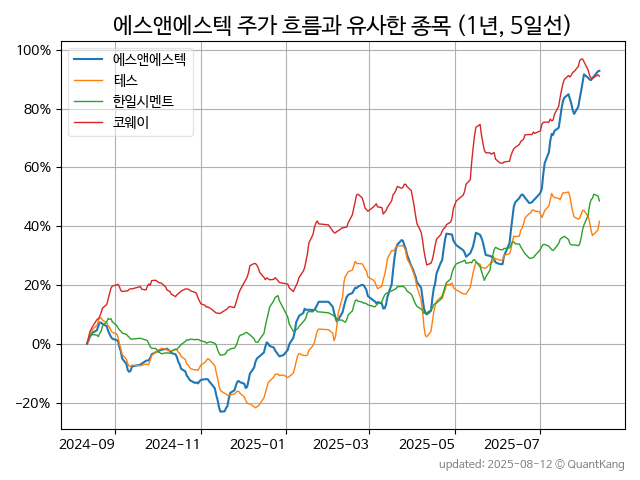 에스앤에스텍 주가 흐름과 유사한 종목 (1년, 5일선)
에스앤에스텍
테스
한일시멘트
코웨이
100%
80%
60%
40%
20%
0%
−20%
2024-09 2024-11 2025-01 2025-03 2025-05 2025-07
updated: 2025-08-12 © QuantKang